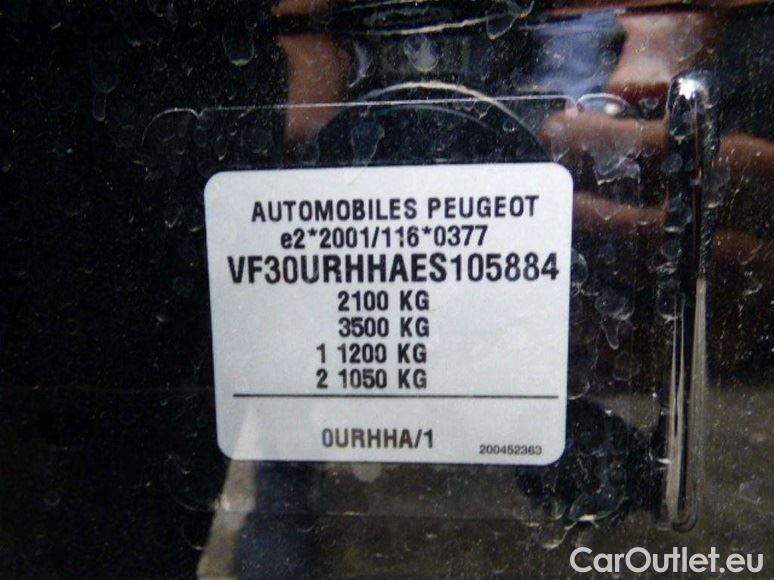 AUTOMOBILES PEUGEOT
e2*2001/116*0377
VF30URHHAES105884
2100 KG
3500 KG
1 1200 KG
2 1050 KG
0URHHA/1
200452363
CarOutlet.eu